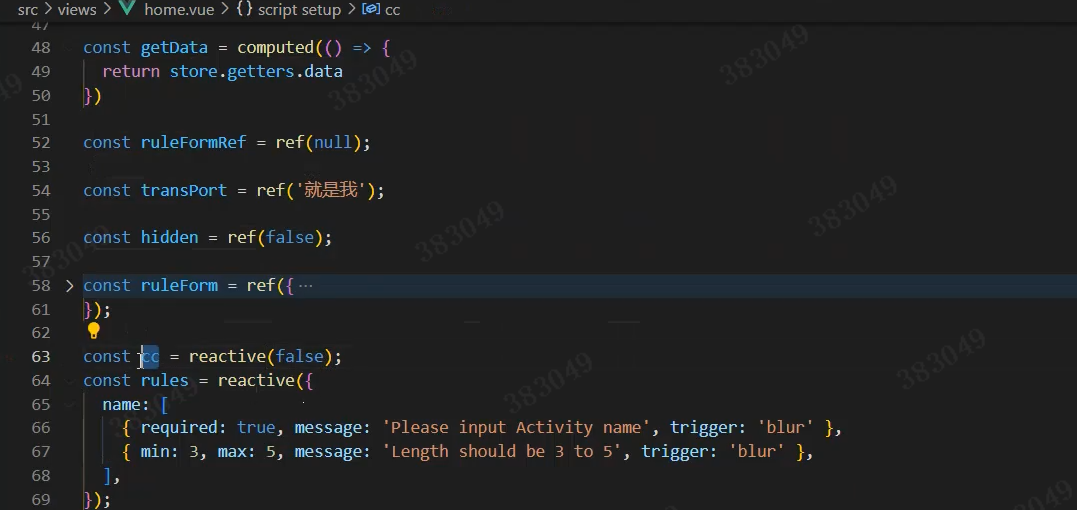 src > views > home.vue > {} script setup > cc
47
48 const getData = computed(() => {
49 return store.getters.data
50 })
51
52 const ruleFormRef = ref(null);
53
54 const transPort = ref('就是我');
55
56 const hidden = ref(false);
57
58 > const ruleForm = ref({ ···
61 });
62
63 const cc = reactive(false);
64 const rules = reactive({
65 name: [
66 { required: true, message: 'Please input Activity name', trigger: 'blur' },
67 { min: 3, max: 5, message: 'Length should be 3 to 5', trigger: 'blur' },
68 ],
69 });
383049
383049
383049
383049
383049
383049
383049
383049
383049